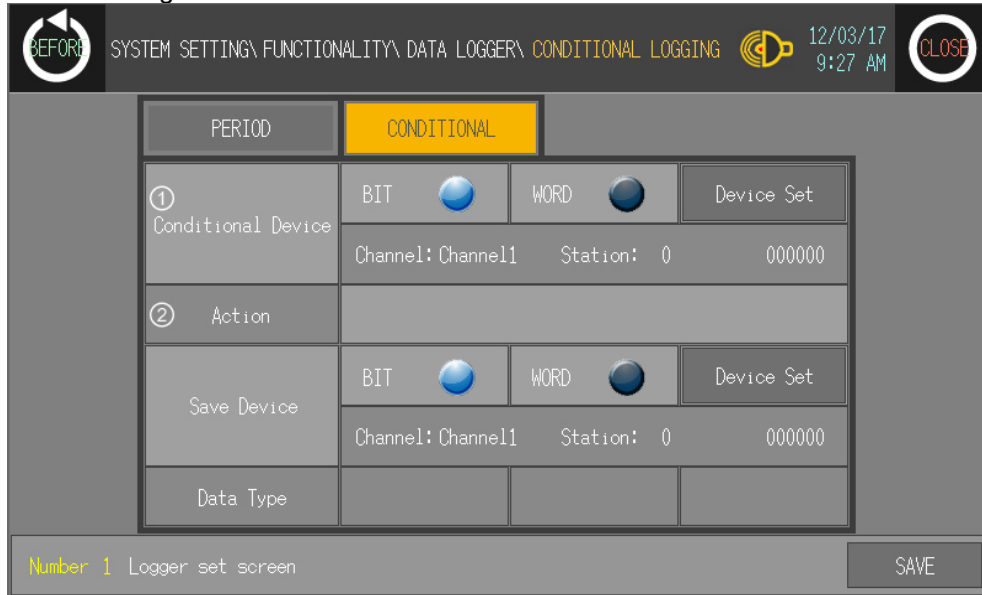 BEFORE SYSTEM SETTING\ FUNCTIONALITY\ DATA LOGGER\ CONDITIONAL LOGGING 12/03/17 CLOSE
9:27 AM
PERIOD CONDITIONAL
① BIT WORD Device Set
Conditional Device
Channel: Channel1 Station: 0 000000
② Action
BIT WORD Device Set
Save Device
Channel: Channel1 Station: 0 000000
Data Type
Number 1 Logger set screen SAVE